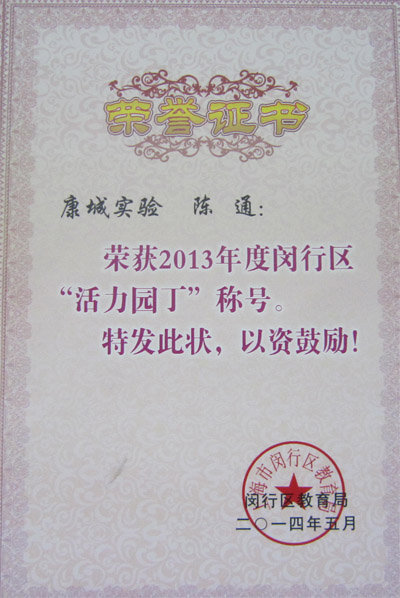 荣誉证书
康城实验 陈通：
荣获2013年度闵行区
“活力园丁”称号。
特发此状，以资鼓励！
上海市闵行区教育局
闵行区教育局
二〇一四年五月